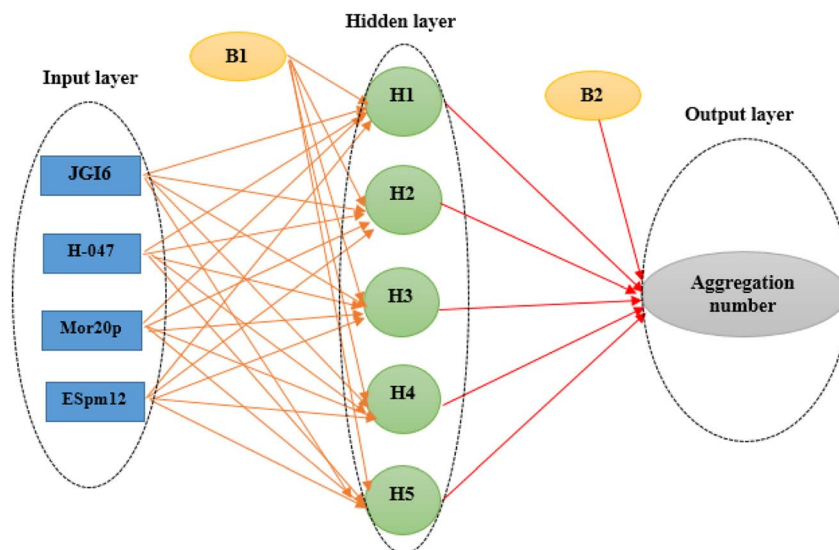 Hidden layer
B1
Input layer
H1
B2
Output layer
JGI6
H2
H-047
H3
Aggregation
number
Mor20p
ESpm12
H4
H5